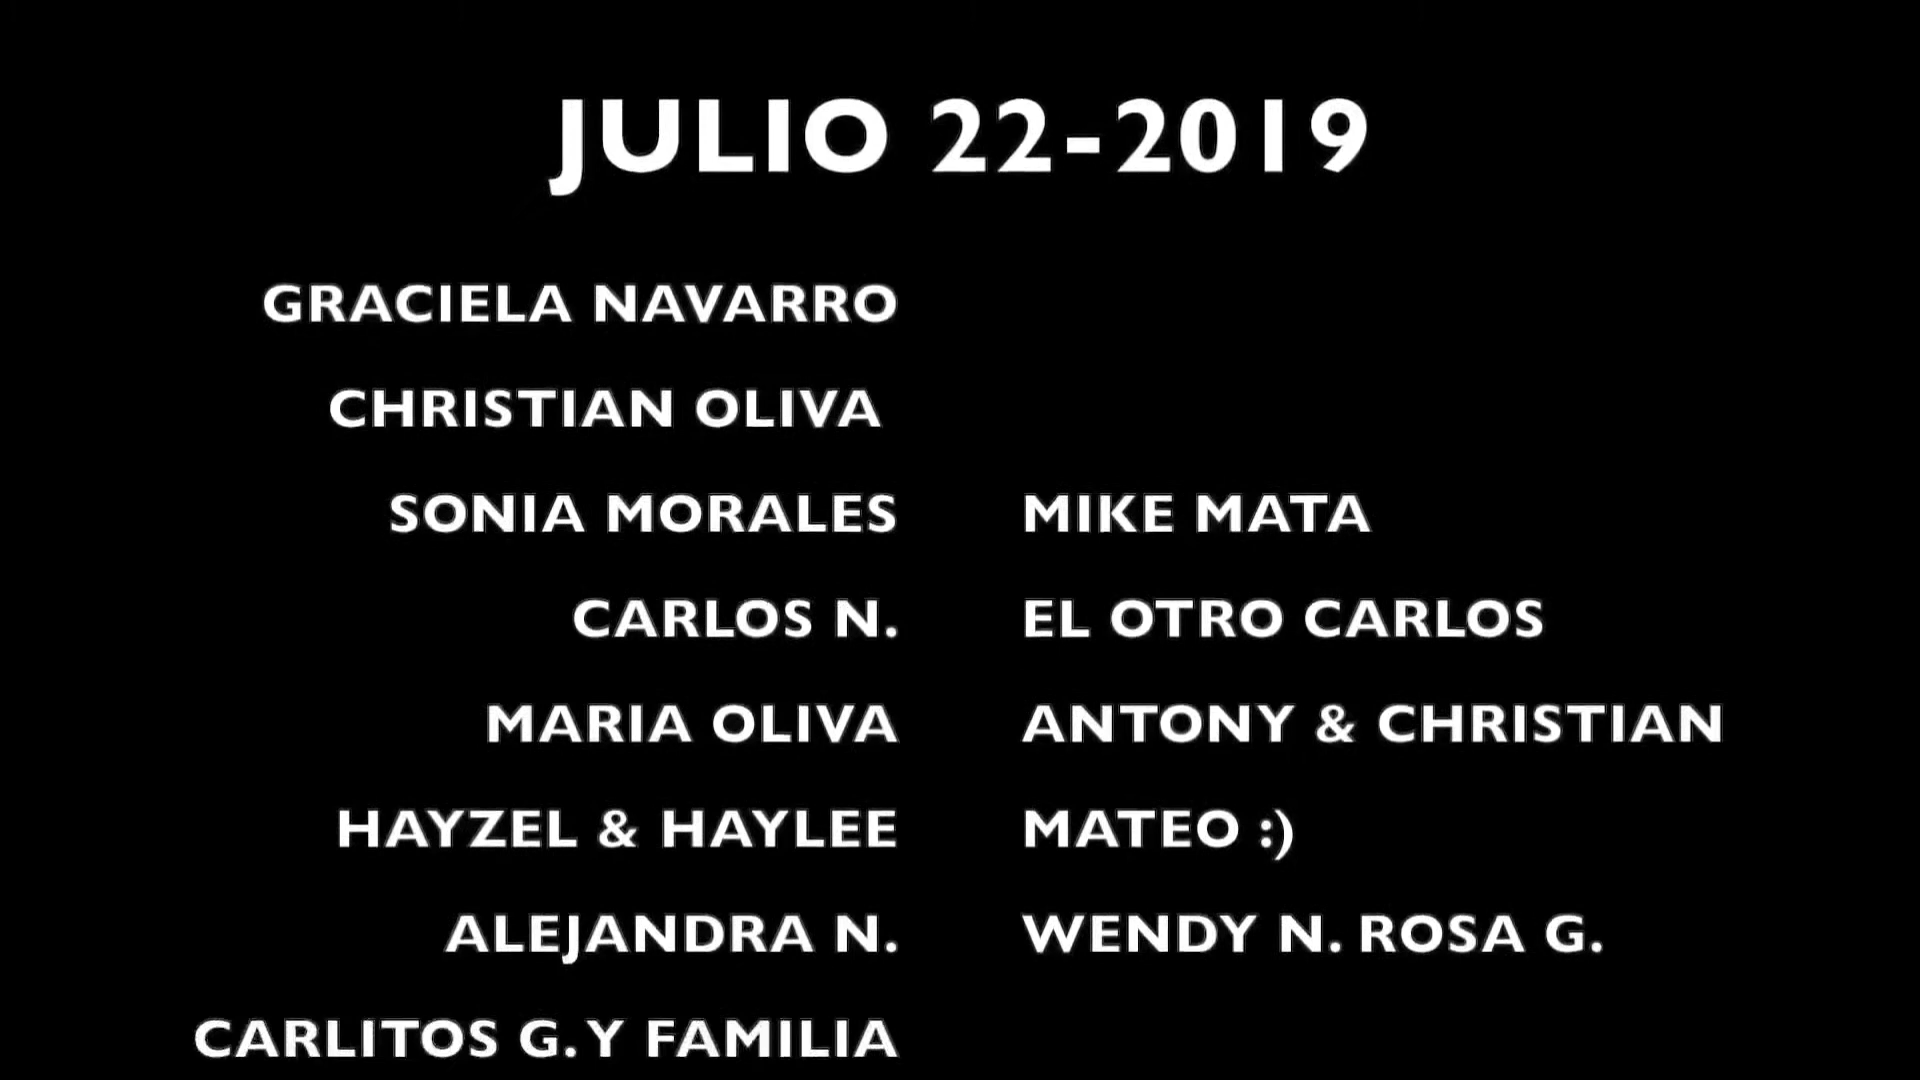 JULIO 22-2019
GRACIELA NAVARRO
CHRISTIAN OLIVA
SONIA MORALES MIKE MATA
CARLOS N. EL OTRO CARLOS
MARIA OLIVA ANTONY & CHRISTIAN
HAYZEL & HAYLEE MATEO :)
ALEJANDRA N. WENDY N. ROSA G.
CARLITOS G. Y FAMILIA